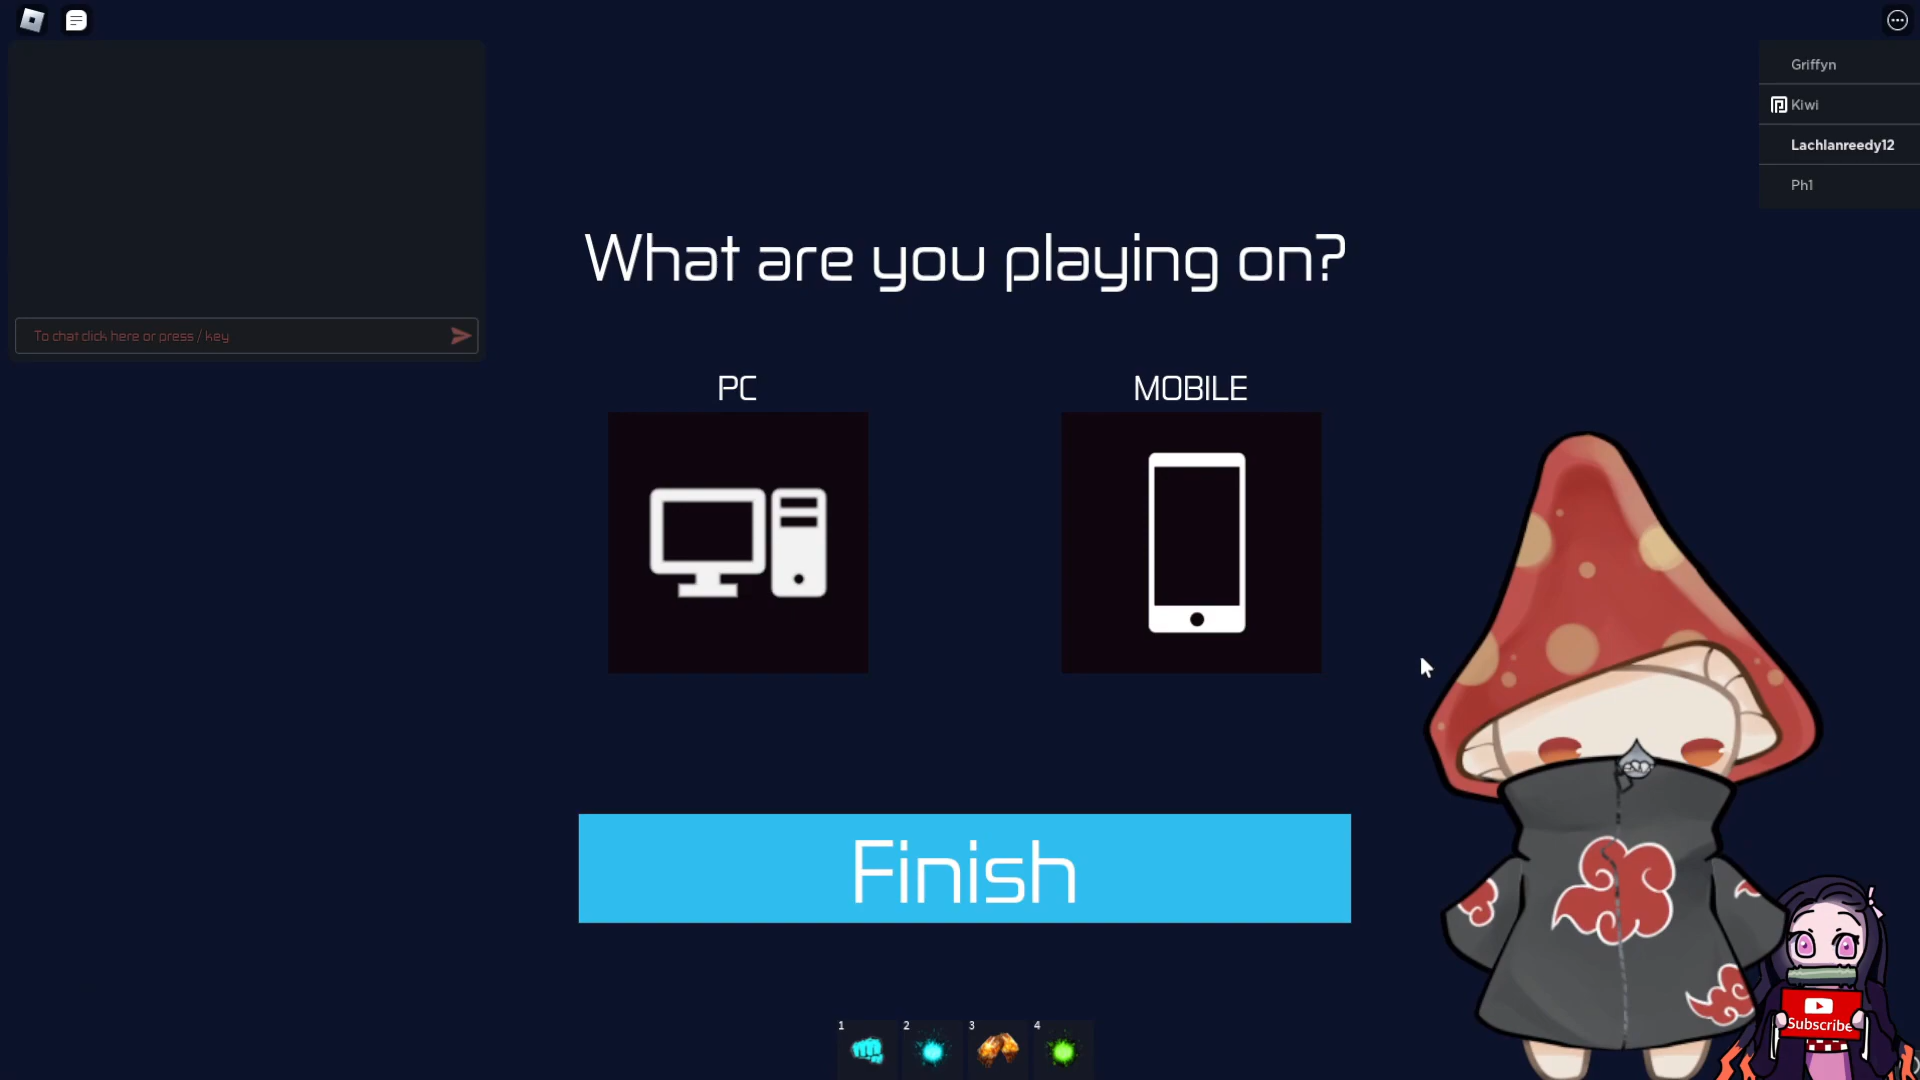 Griffyn
Kiwi
Lachlanreedy12
Ph1
To chat click here or press / key
What are you playing on?
PC
MOBILE
Finish
1
2
3
4
Subscribe